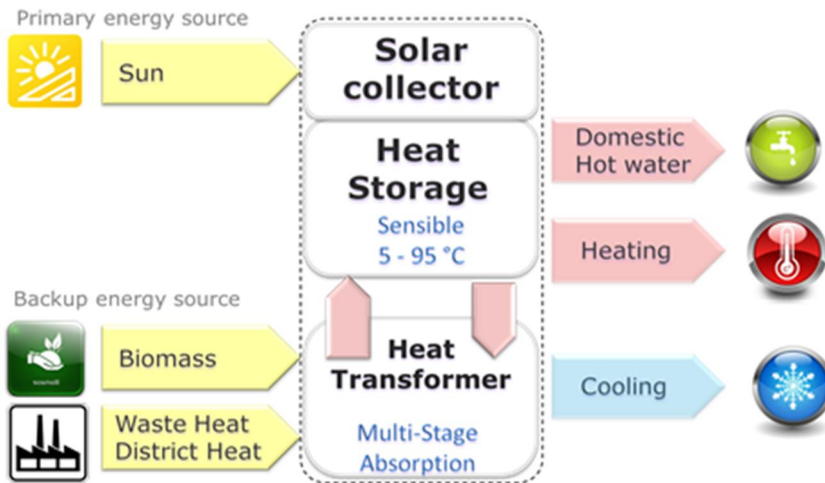 Primary energy source
Sun
Solar
collector
Heat
Storage
Sensible
5 - 95 °C
Domestic
Hot water
Heating
Backup energy source
Biomass
Waste Heat
District Heat
Heat
Transformer
Multi-Stage
Absorption
Cooling